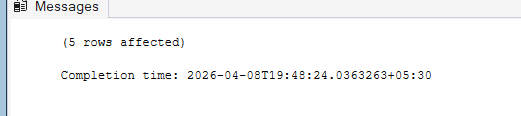 Messages
(5 rows affected)
Completion time: 2026-04-08T19:48:24.0363263+05:30